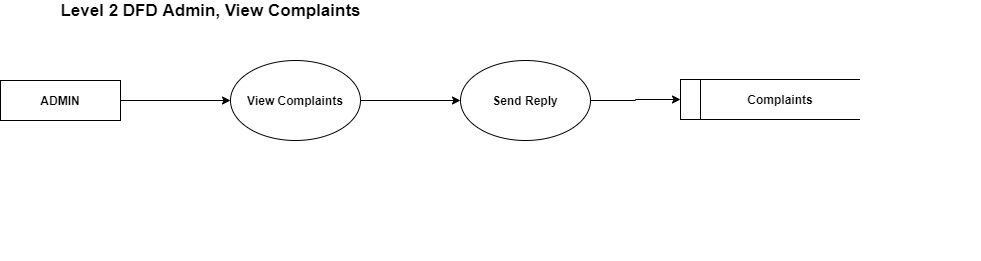 Level 2 DFD Admin, View Complaints
ADMIN
View Complaints
Send Reply
Complaints